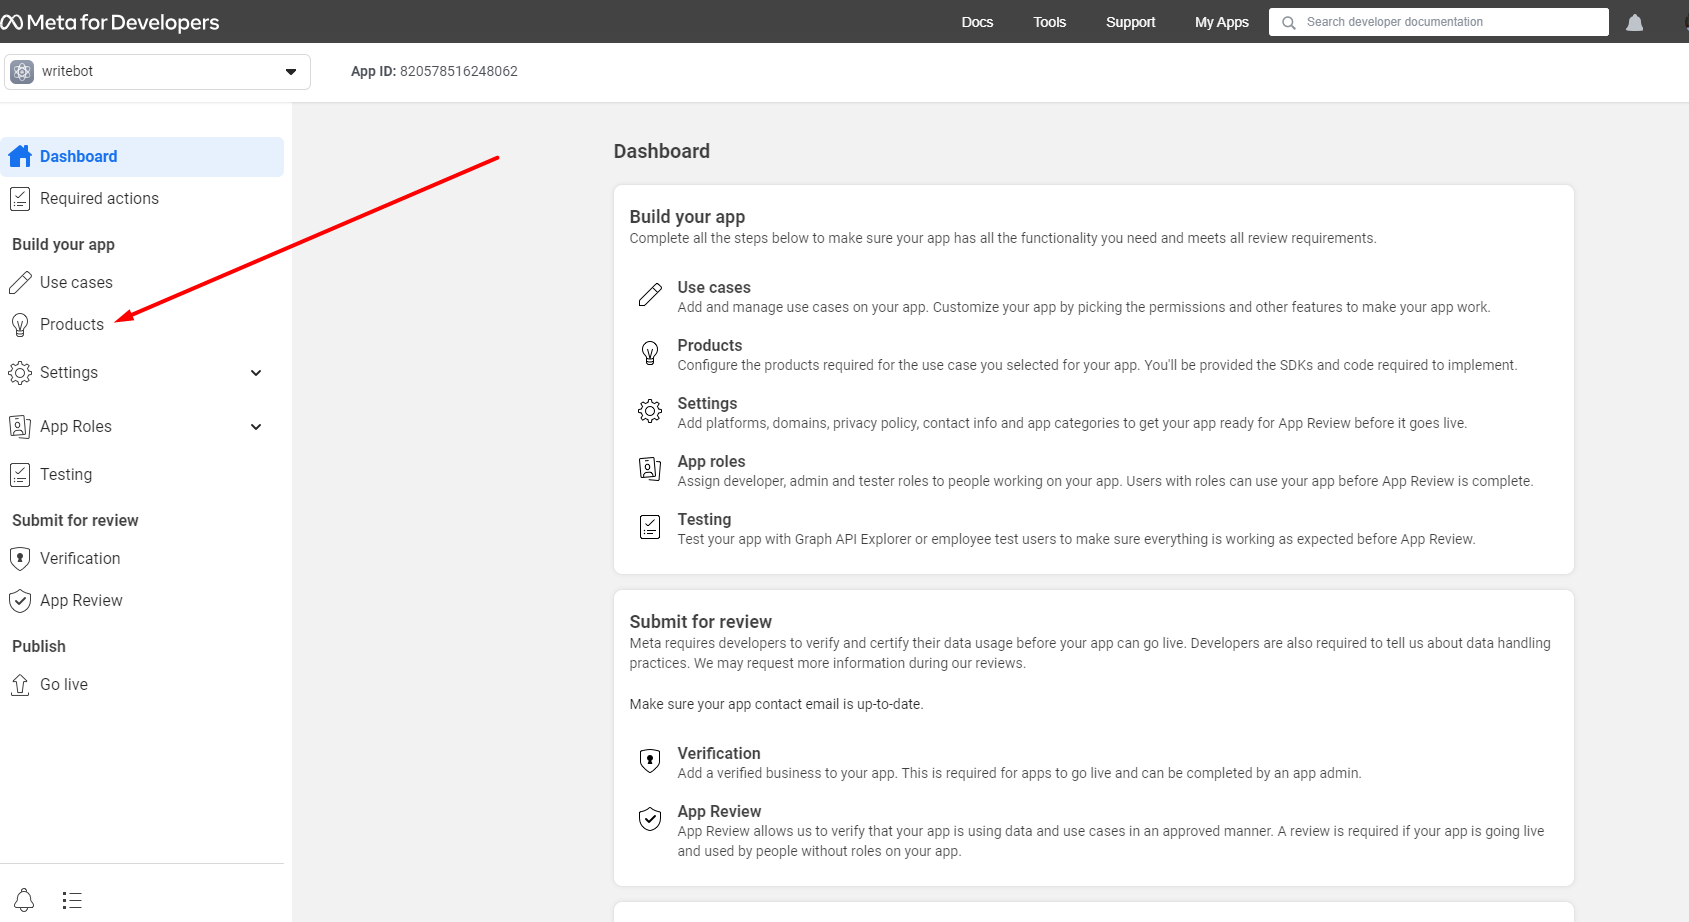 Meta for Developers
Docs
Tools
Support
My Apps
Search developer documentation
writebot
App ID: 820578516248062
Dashboard
Required actions
Build your app
Use cases
Products
Settings
App Roles
Testing
Submit for review
Verification
App Review
Publish
Go live
Dashboard
Build your app
Complete all the steps below to make sure your app has all the functionality you need and meets all review requirements.
Use cases
Add and manage use cases on your app. Customize your app by picking the permissions and other features to make your app work.
Products
Configure the products required for the use case you selected for your app. You'll be provided the SDKs and code required to implement.
Settings
Add platforms, domains, privacy policy, contact info and app categories to get your app ready for App Review before it goes live.
App roles
Assign developer, admin and tester roles to people working on your app. Users with roles can use your app before App Review is complete.
Testing
Test your app with Graph API Explorer or employee test users to make sure everything is working as expected before App Review.
Submit for review
Meta requires developers to verify and certify their data usage before your app can go live. Developers are also required to tell us about data handling
practices. We may request more information during our reviews.
Make sure your app contact email is up-to-date.
Verification
Add a verified business to your app. This is required for apps to go live and can be completed by an app admin.
App Review
App Review allows us to verify that your app is using data and use cases in an approved manner. A review is required if your app is going live
and used by people without roles on your app.